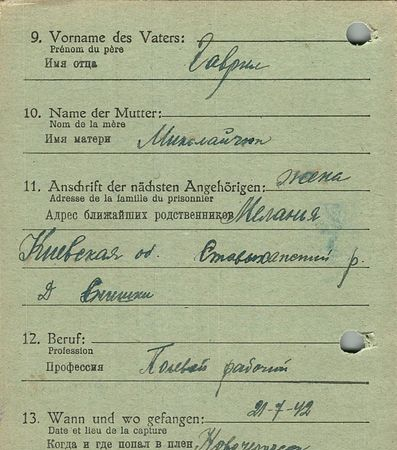 9. Vorname des Vaters:
Prénom du père
Имя отца Гаврил
10. Name der Mutter:
Nom de la mère
Имя матери Миколайчук
11. Anschrift der nächsten Angehörigen: жена
Adresse de la famille du prisonnier
Адрес ближайших родственников Мелания
Киевская об. р.
Д
12. Beruf:
Profession
Профессия Полевай рабочий
13. Wann und wo gefangen: 21-7-42
Date et lieu de la capture
Когда и где попал в плен